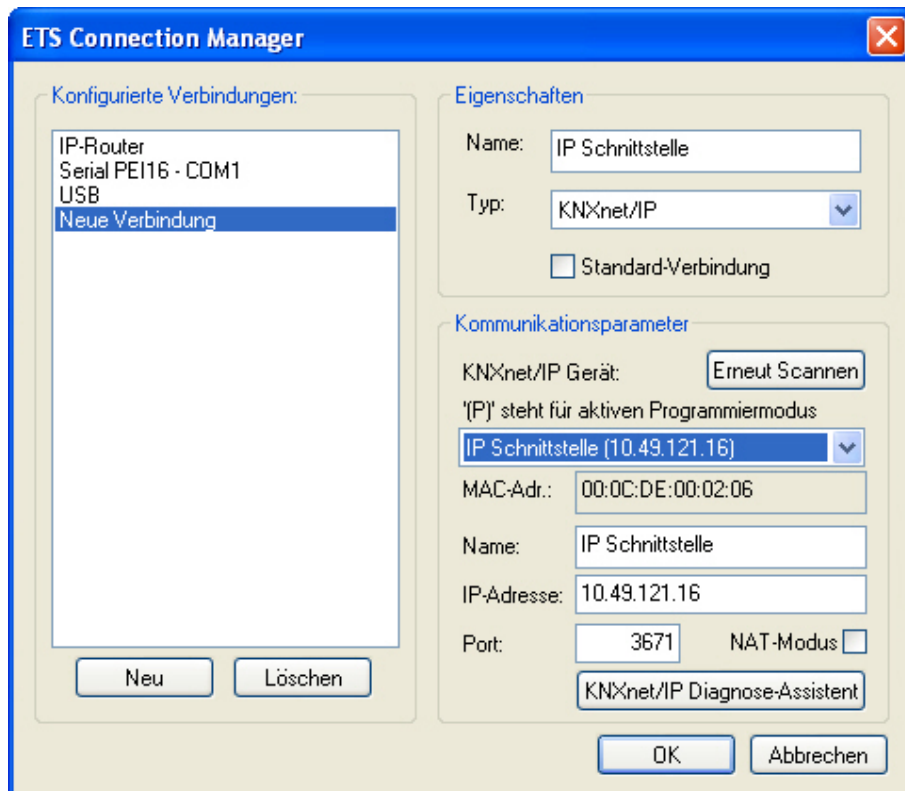 ETS Connection Manager
Konfigurierte Verbindungen:
IP-Router
Serial PEI16 - COM1
USB
Neue Verbindung
Neu
Löschen
Eigenschaften
Name: IP Schnittstelle
Typ: KNXnet/IP
Standard-Verbindung
Kommunikationsparameter
KNXnet/IP Gerät: Erneut Scannen
'(P)' steht für aktiven Programmiermodus
IP Schnittstelle (10.49.121.16)
MAC-Adr.: 00:0C:DE:00:02:06
Name: IP Schnittstelle
IP-Adresse: 10.49.121.16
Port: 3671 NAT-Modus
KNXnet/IP Diagnose-Assistent
OK Abbrechen